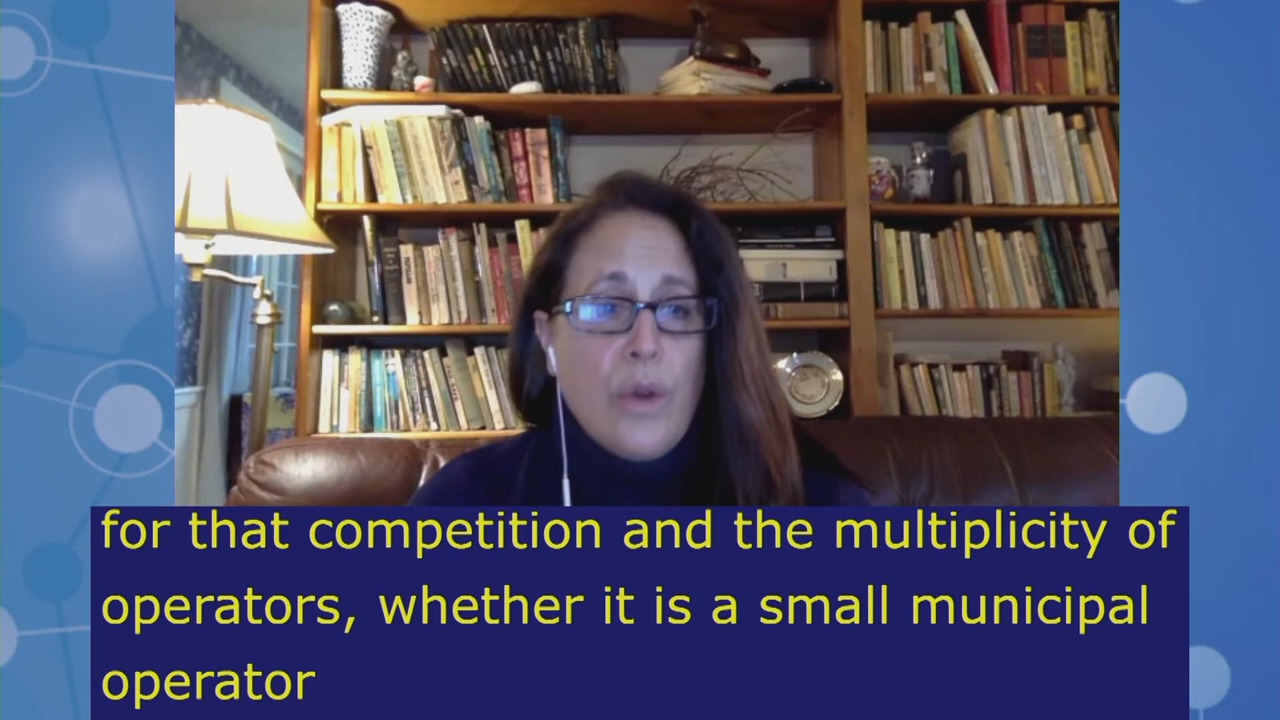 for that competition and the multiplicity of
operators, whether it is a small municipal
operator